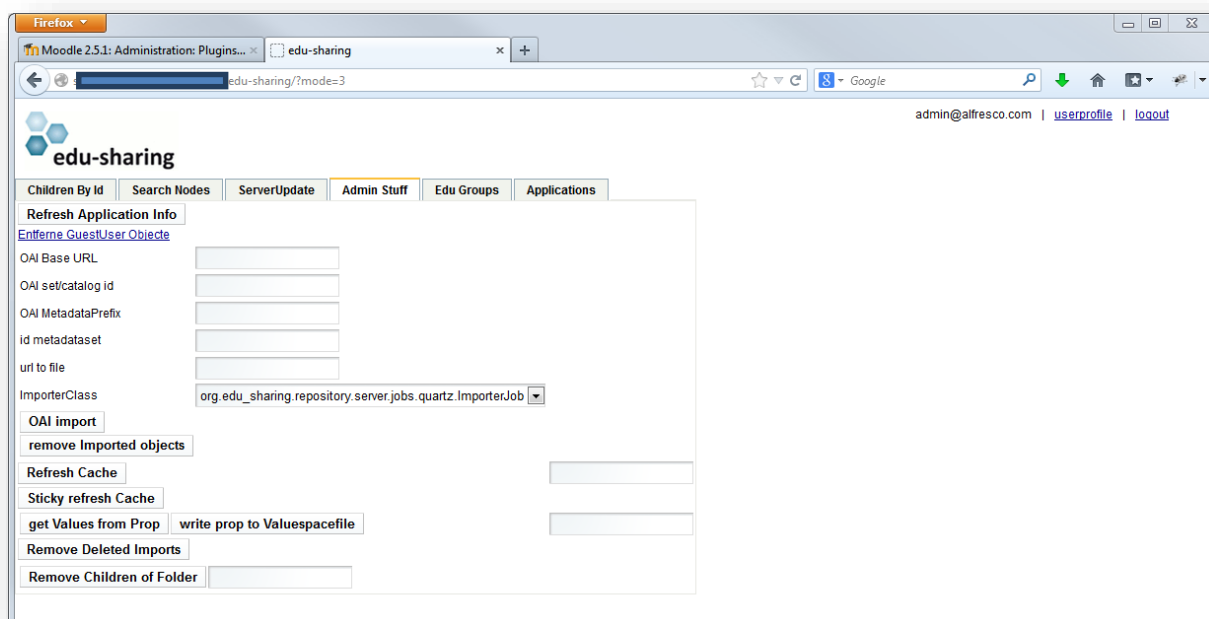 Firefox
Moodle 2.5.1: Administration: Plugins... edu-sharing
edu-sharing/?mode=3 Google
admin@alfresco.com | userprofile | logout
edu-sharing
Children By Id Search Nodes ServerUpdate Admin Stuff Edu Groups Applications
Refresh Application Info
Entferne GuestUser Objecte
OAI Base URL
OAI set/catalog id
OAI MetadataPrefix
id metadataset
url to file
ImporterClass org.edu_sharing.repository.server.jobs.quartz.ImporterJob
OAI import
remove Imported objects
Refresh Cache
Sticky refresh Cache
get Values from Prop write prop to Valuespacefile
Remove Deleted Imports
Remove Children of Folder